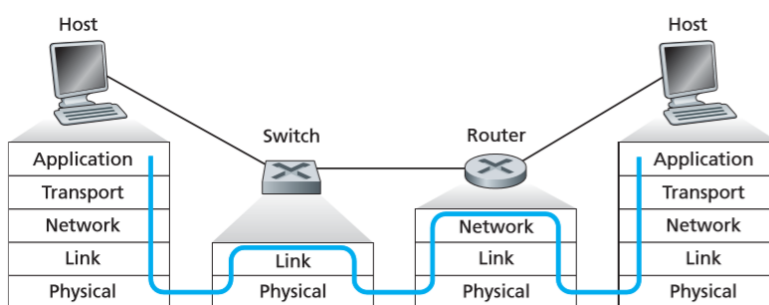 Host
Host
Switch
Router
Application
Transport
Network
Link
Physical
Link
Physical
Network
Link
Physical
Application
Transport
Network
Link
Physical